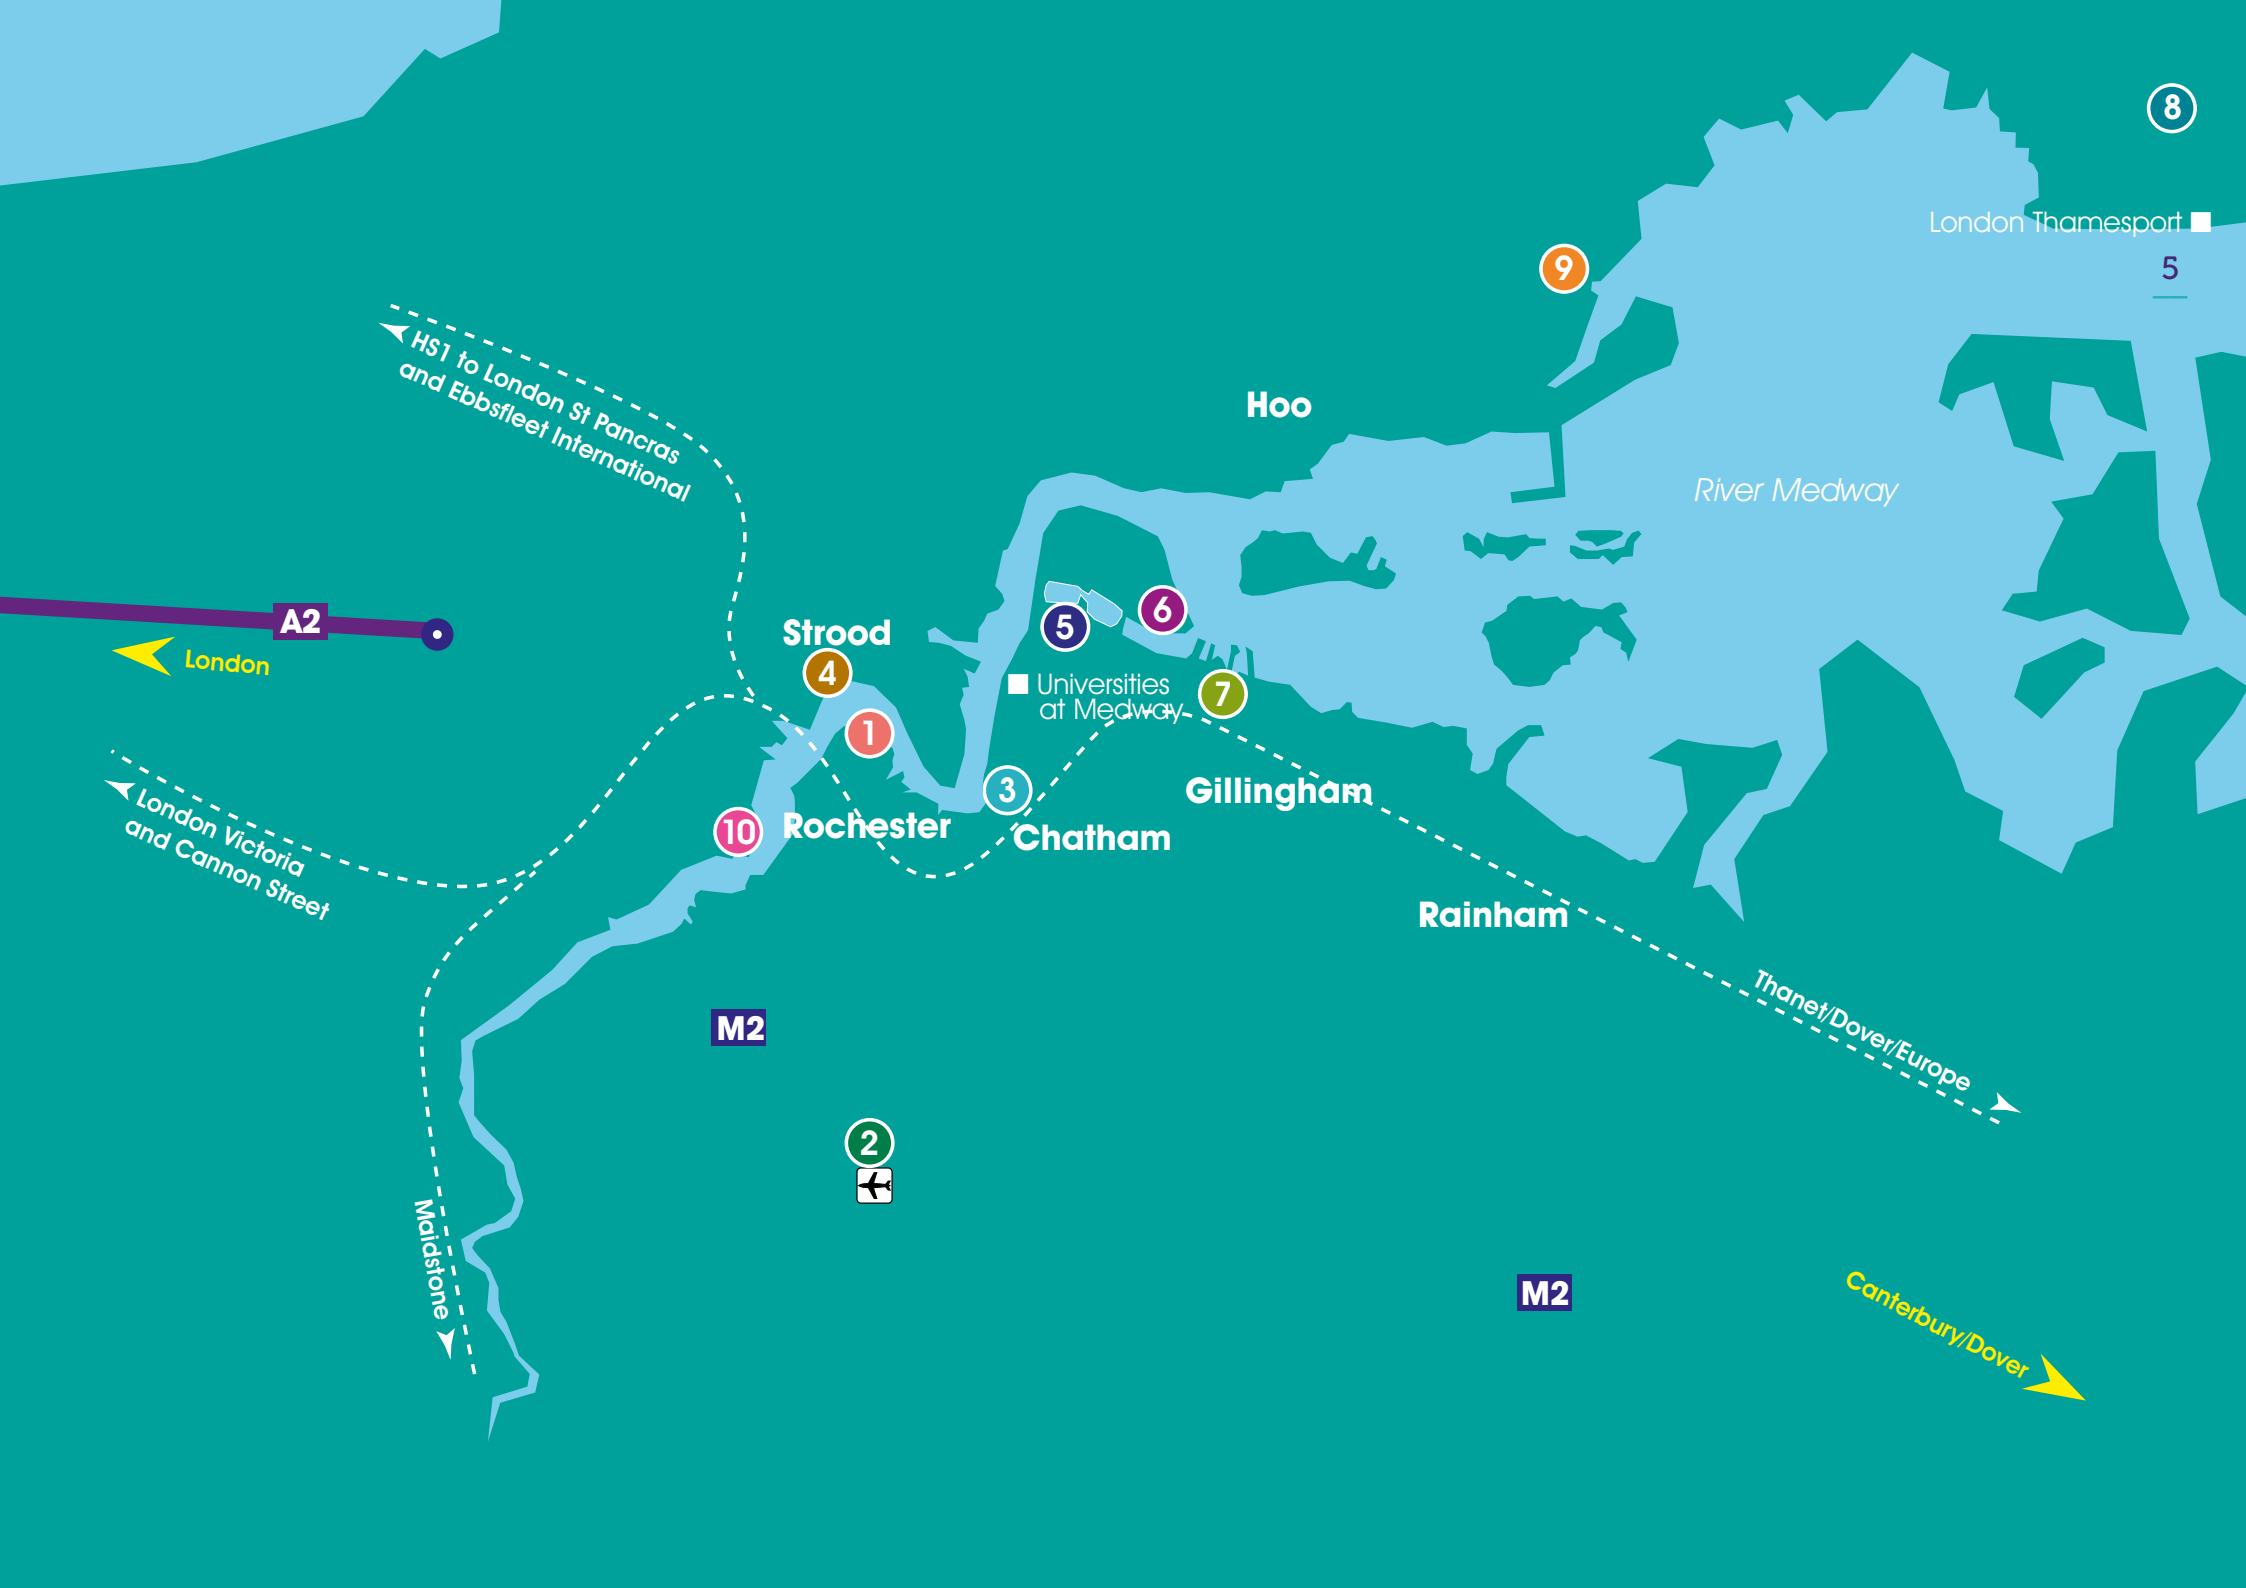 8
London Thamesport
5
9
HS1 to London St Pancras
and Ebbsfleet International
Hoo
River Medway
A2
London
Strood
4
5
6
7
Universities
at Medway
1
3
Gillingham
London Victoria
and Cannon Street
10
Rochester
Chatham
Rainham
M2
Thanet/Dover/Europe
2
Maidstone
M2
Canterbury/Dover